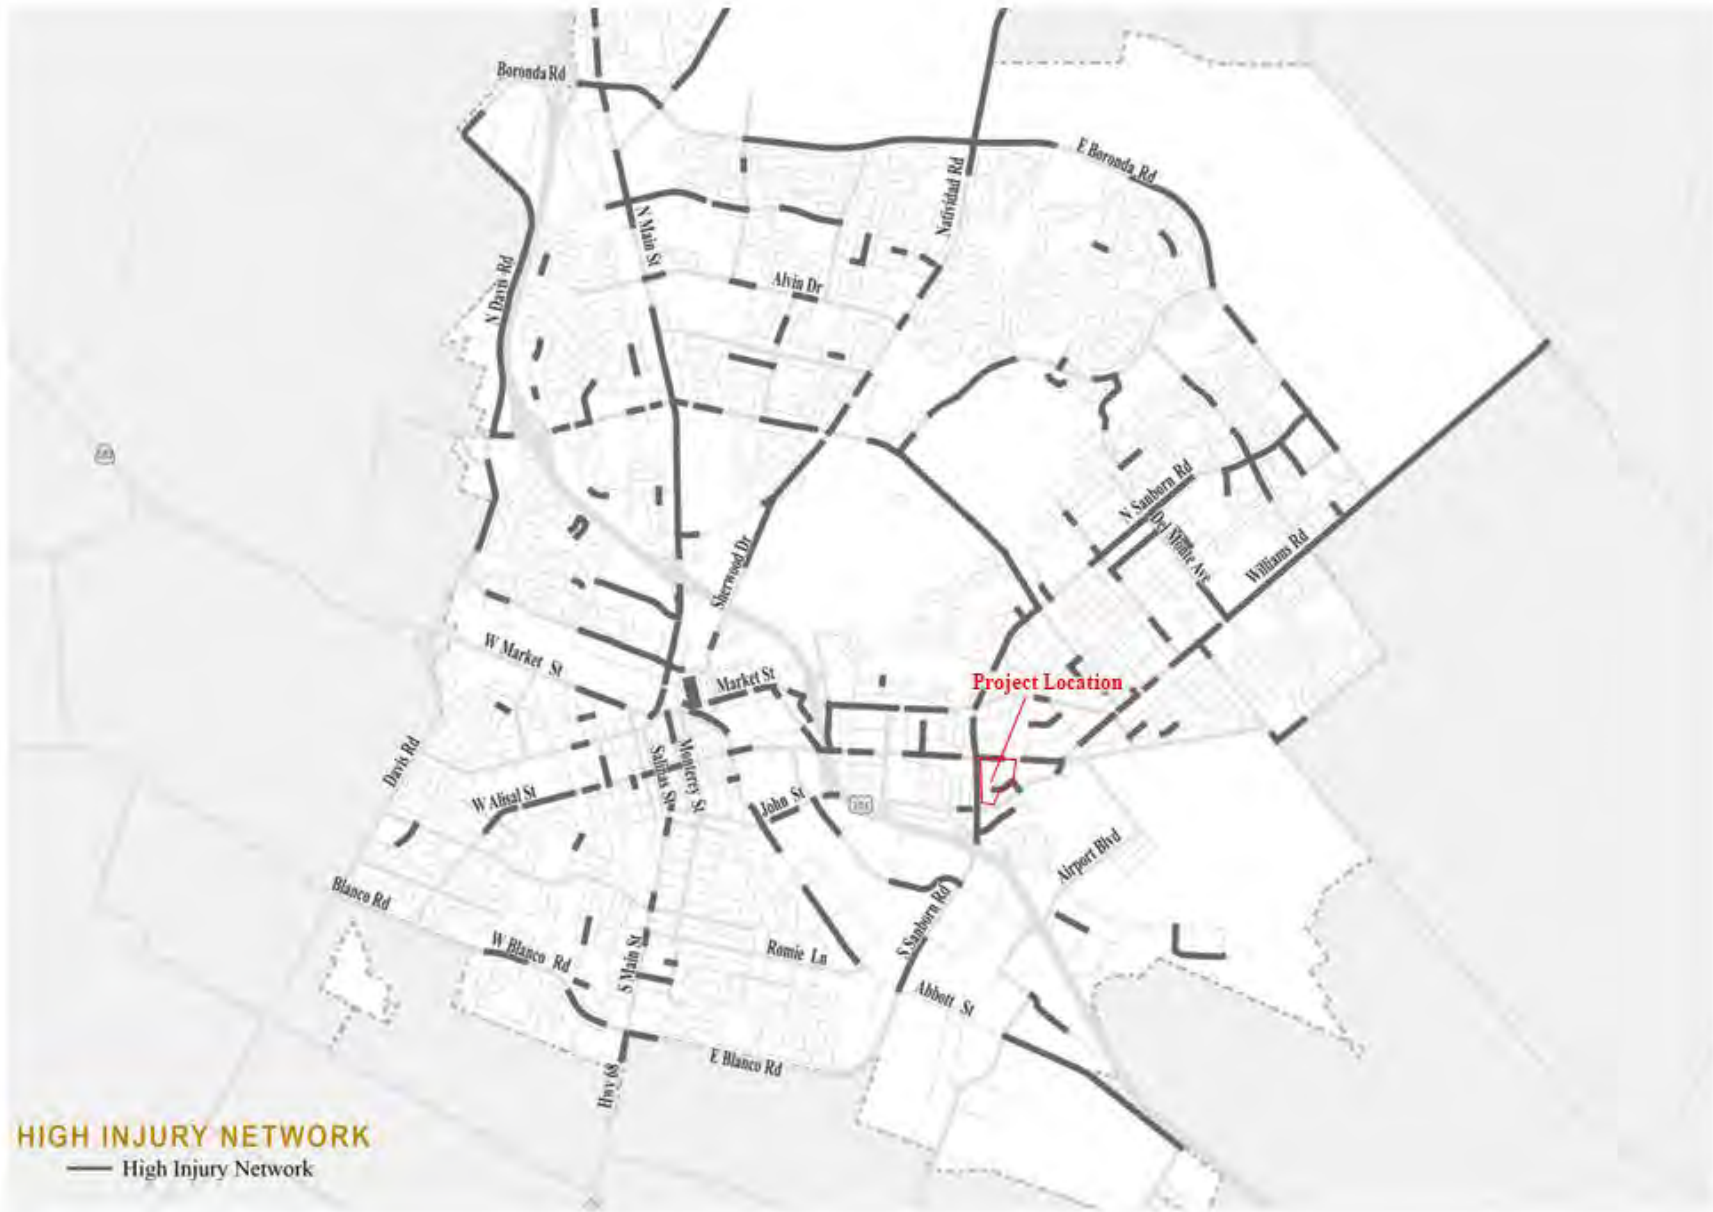 Boronda Rd
E Boronda Rd
Natividad Rd
N Main St
N Davis Rd
Alvin Dr
N Sanborn Rd
Del Monte Ave
Williams Rd
Sherwood Dr
W Market St
Market St
Project Location
Davis Rd
Salinas St
Monterey St
W Alisal St
John St
101
Airport Blvd
Blanco Rd
W Blanco Rd
S Main St
Romie Ln
S Sanborn Rd
Abbott St
E Blanco Rd
Hwy 68
HIGH INJURY NETWORK
High Injury Network